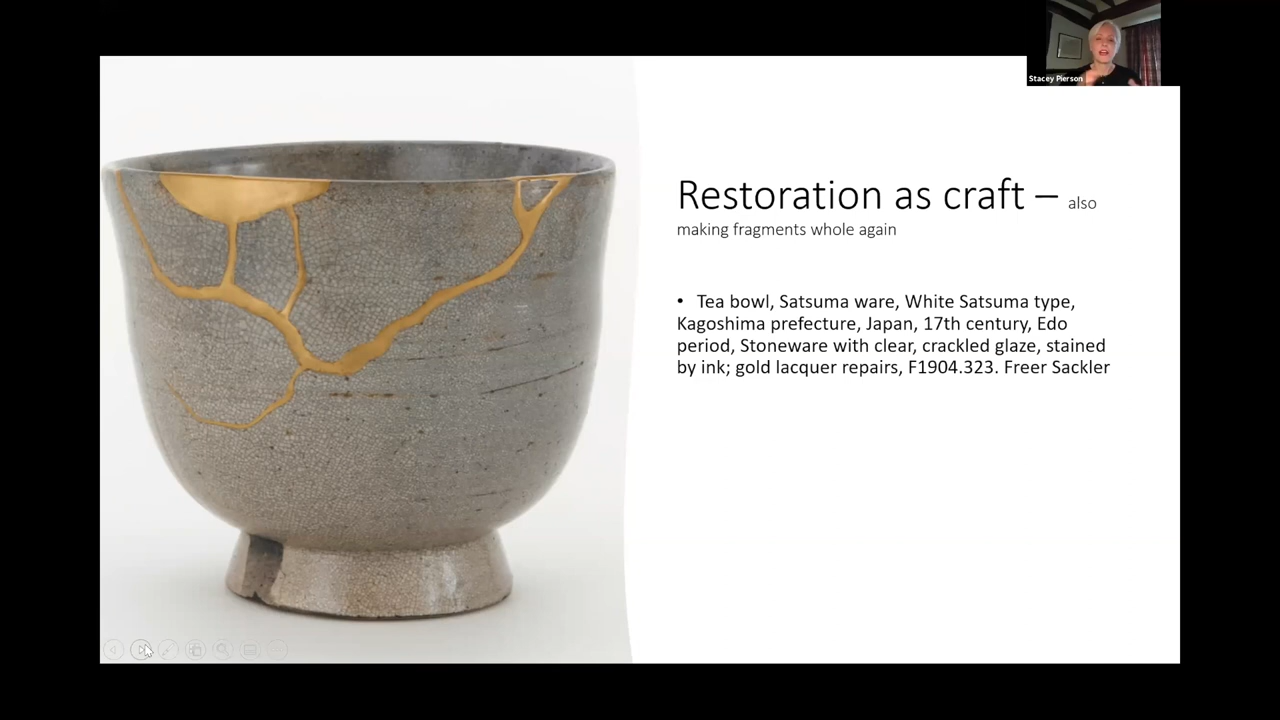 Stacey Pierson
Restoration as craft – also
making fragments whole again
• Tea bowl, Satsuma ware, White Satsuma type,
Kagoshima prefecture, Japan, 17th century, Edo
period, Stoneware with clear, crackled glaze, stained
by ink; gold lacquer repairs, F1904.323. Freer Sackler